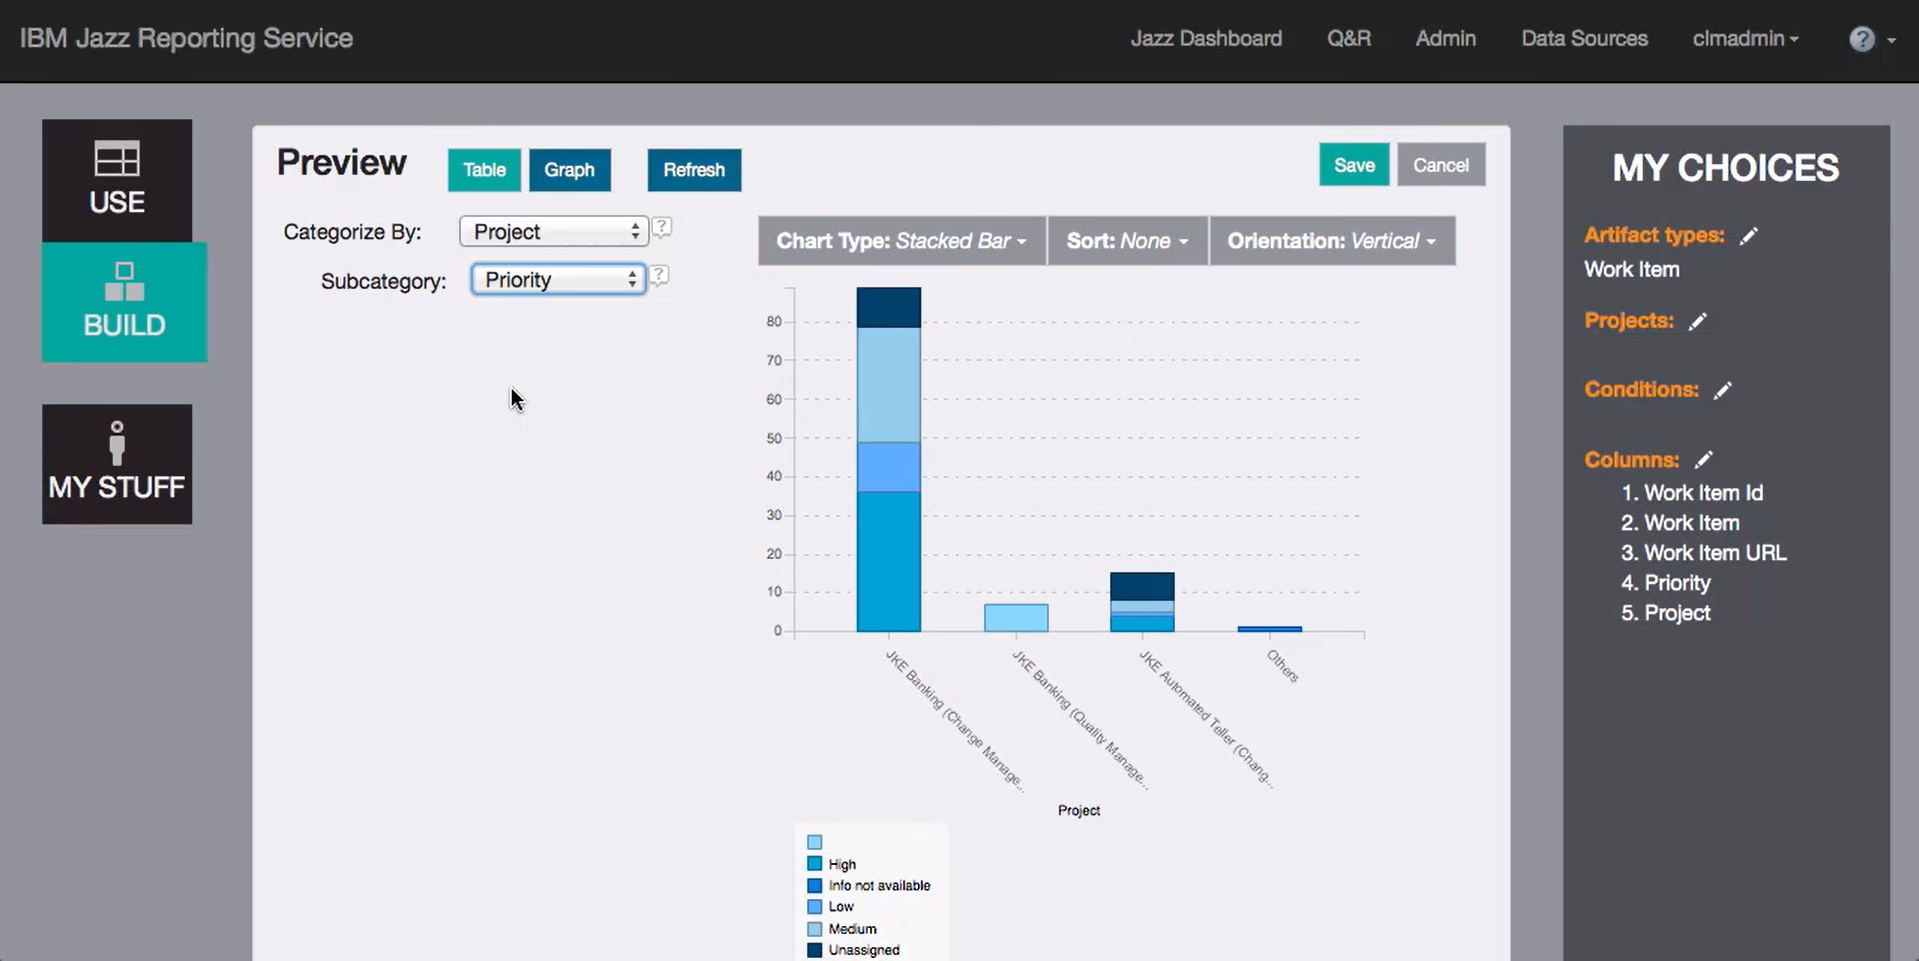 IBM Jazz Reporting Service
Jazz Dashboard
Q&R
Admin
Data Sources
clmadmin
?
USE
BUILD
MY STUFF
Preview
Table
Graph
Refresh
Save
Cancel
Categorize By:
Project
?
Subcategory:
Priority
?
Chart Type: Stacked Bar
Sort: None
Orientation: Vertical
80
70
60
50
40
30
20
10
0
JKE Banking (Change Manage...
JKE Banking (Quality Manage...
JKE Automated Teller (Chang...
Others
Project
High
Info not available
Low
Medium
Unassigned
MY CHOICES
Artifact types:
Work Item
Projects:
Conditions:
Columns:
1. Work Item Id
2. Work Item
3. Work Item URL
4. Priority
5. Project